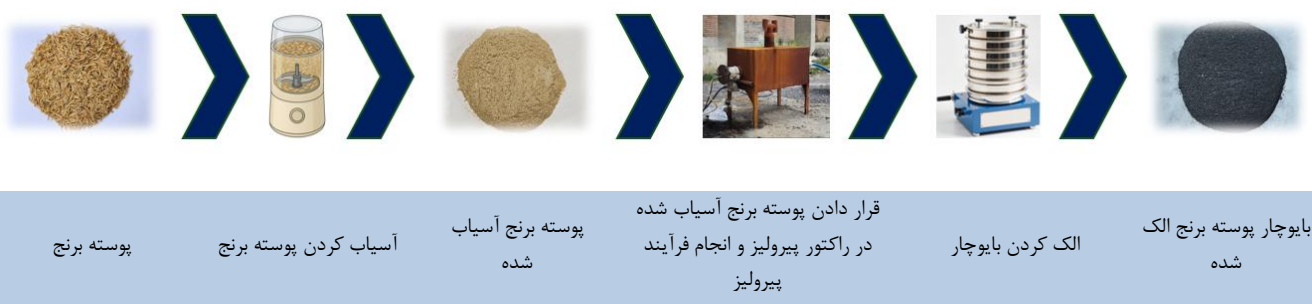 پوسته برنج
آسیاب کردن پوسته برنج
پوسته برنج آسیاب
شده
قرار دادن پوسته برنج آسیاب شده
در راکتور پیرولیز و انجام فرآیند
پیرولیز
الک کردن بایوچار
بایوچار پوسته برنج الک
شده